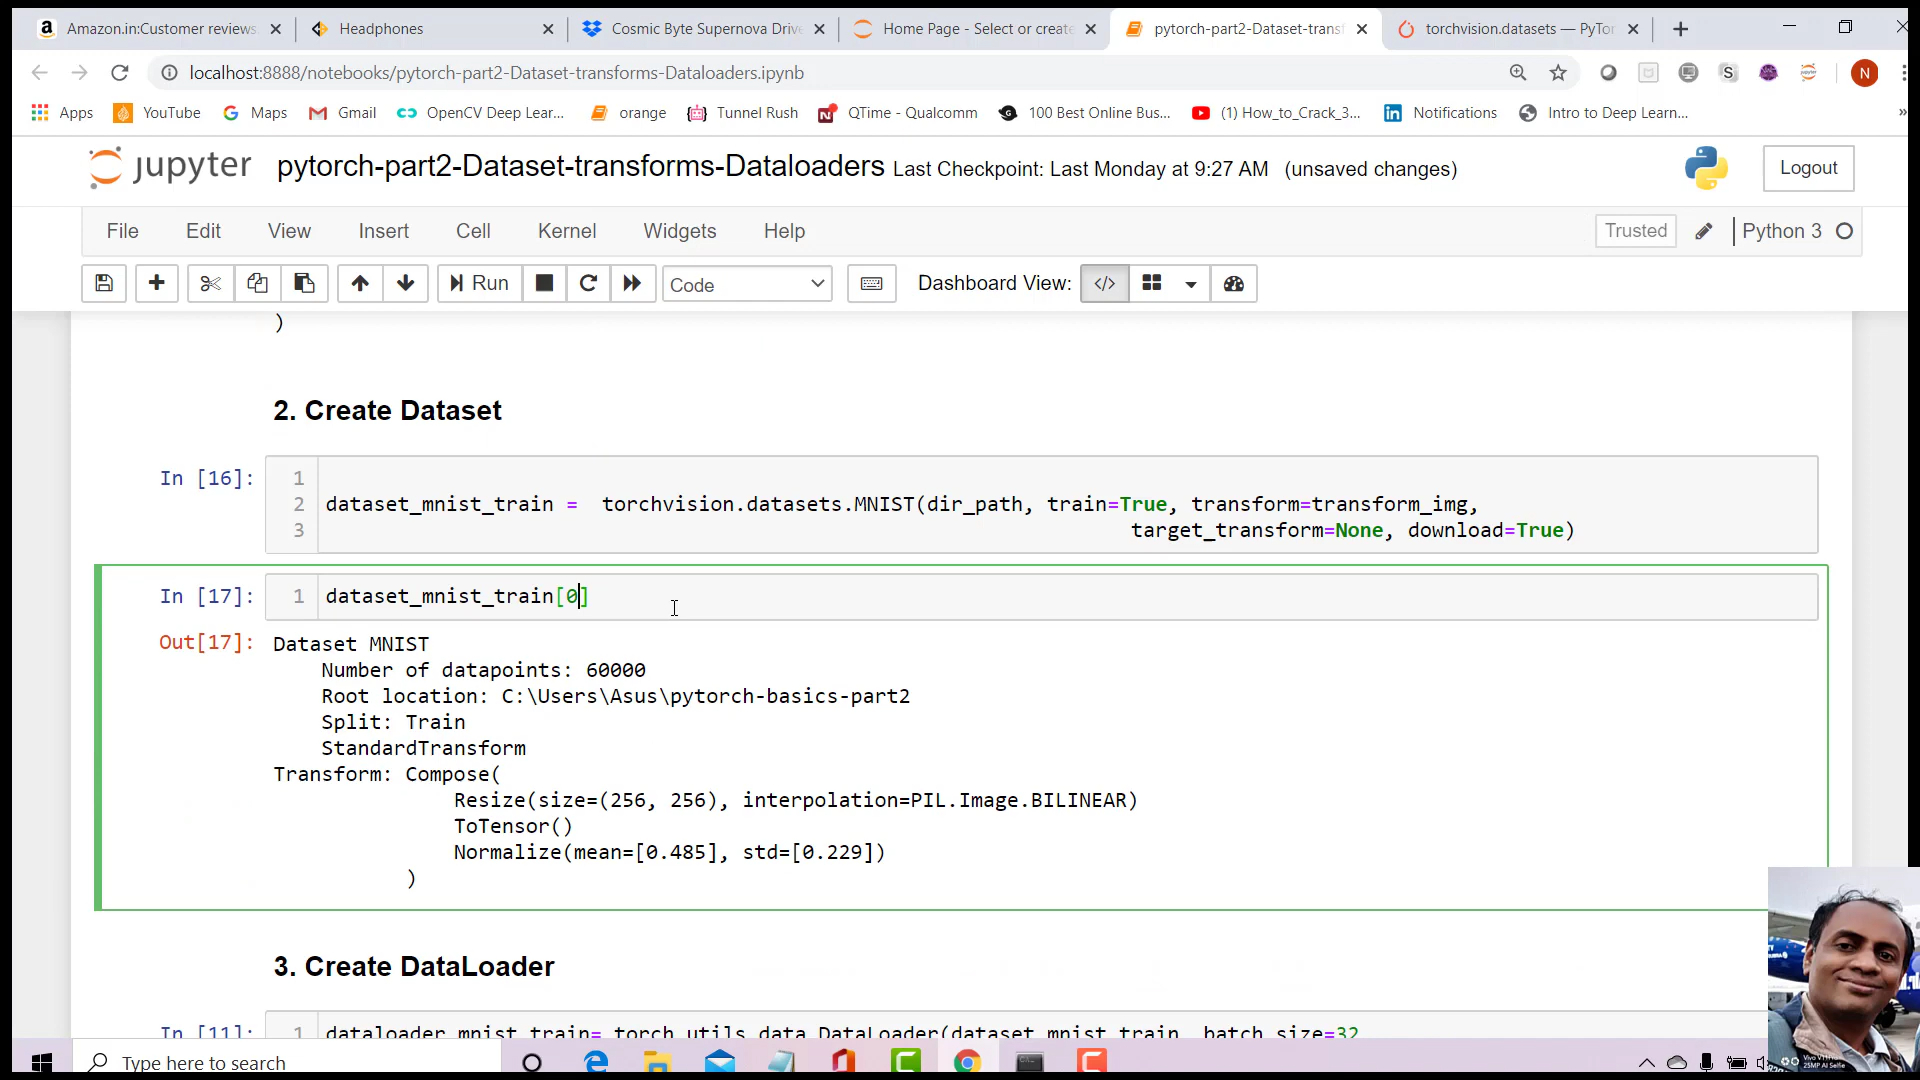 Amazon.in:Customer reviews
Headphones
Cosmic Byte Supernova Drive
Home Page - Select or create
pytorch-part2-Dataset-transf
torchvision.datasets — PyTor
localhost:8888/notebooks/pytorch-part2-Dataset-transforms-Dataloaders.ipynb
N
Apps YouTube Maps Gmail OpenCV Deep Lear... orange Tunnel Rush QTime - Qualcomm 100 Best Online Bus... (1) How_to_Crack_3... Notifications Intro to Deep Learn...
jupyter pytorch-part2-Dataset-transforms-Dataloaders Last Checkpoint: Last Monday at 9:27 AM (unsaved changes) Logout
File Edit View Insert Cell Kernel Widgets Help Trusted Python 3
Run Code Dashboard View:
)
2. Create Dataset
In [16]: 1
2 dataset_mnist_train = torchvision.datasets.MNIST(dir_path, train=True, transform=transform_img,
3 target_transform=None, download=True)
In [17]: 1 dataset_mnist_train[0]
Out[17]: Dataset MNIST
Number of datapoints: 60000
Root location: C:\Users\Asus\pytorch-basics-part2
Split: Train
StandardTransform
Transform: Compose(
Resize(size=(256, 256), interpolation=PIL.Image.BILINEAR)
ToTensor()
Normalize(mean=[0.485], std=[0.229])
)
3. Create DataLoader
In [11]: 1 dataloader_mnist_train= torch.utils.data.DataLoader(dataset_mnist_train, batch_size=32
Type here to search